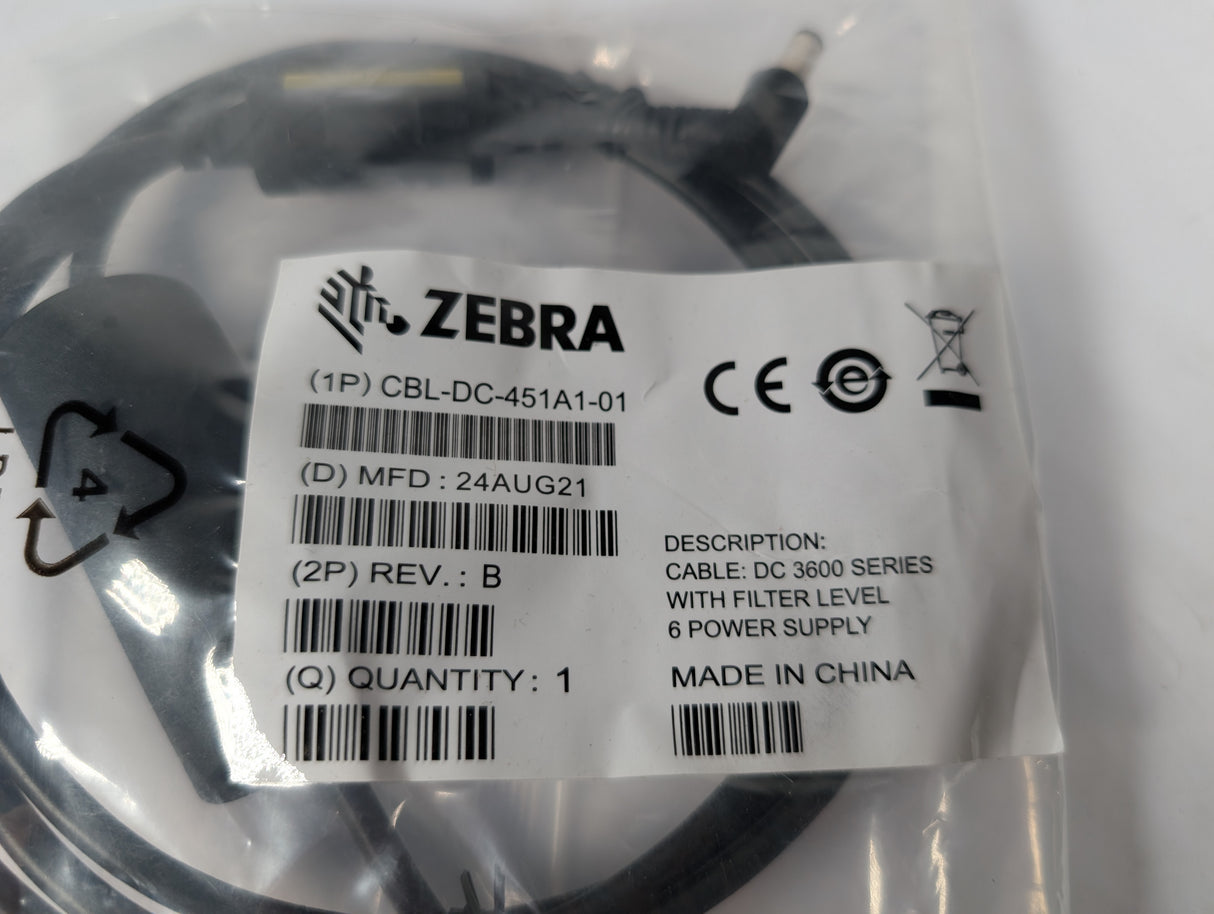 ZEBRA
(1P) CBL-DC-451A1-01
(D) MFD : 24AUG21
(2P) REV. : B
(Q) QUANTITY : 1
CE
e
DESCRIPTION:
CABLE: DC 3600 SERIES
WITH FILTER LEVEL
6 POWER SUPPLY
MADE IN CHINA
4